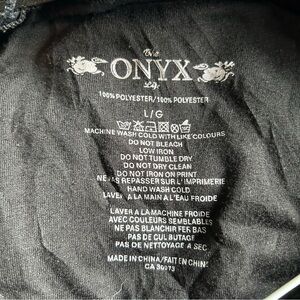 ONYX
100% POLYESTER/100% POLYESTER
L/G
MACHINE WASH COLD WITH LIKE COLOURS
DO NOT BLEACH
LOW IRON
DO NOT TUMBLE DRY
DO NOT DRY CLEAN
DO NOT IRON ON PRINT
NE PAS REPASSER SUR L'IMPRIMERIE
HAND WASH COLD
LAVER A LA MAIN A L'EAU FROIDE
LAVER A LA MACHINE FROIDE
AVEC COULEURS SEMBLABLES
NE PAS BLANCHIR FER BAS
PAS DE CULBUTAGE
PAS DE NETTOYAGE A SEC
MADE IN CHINA/FAIT EN CHINE
CA 30973